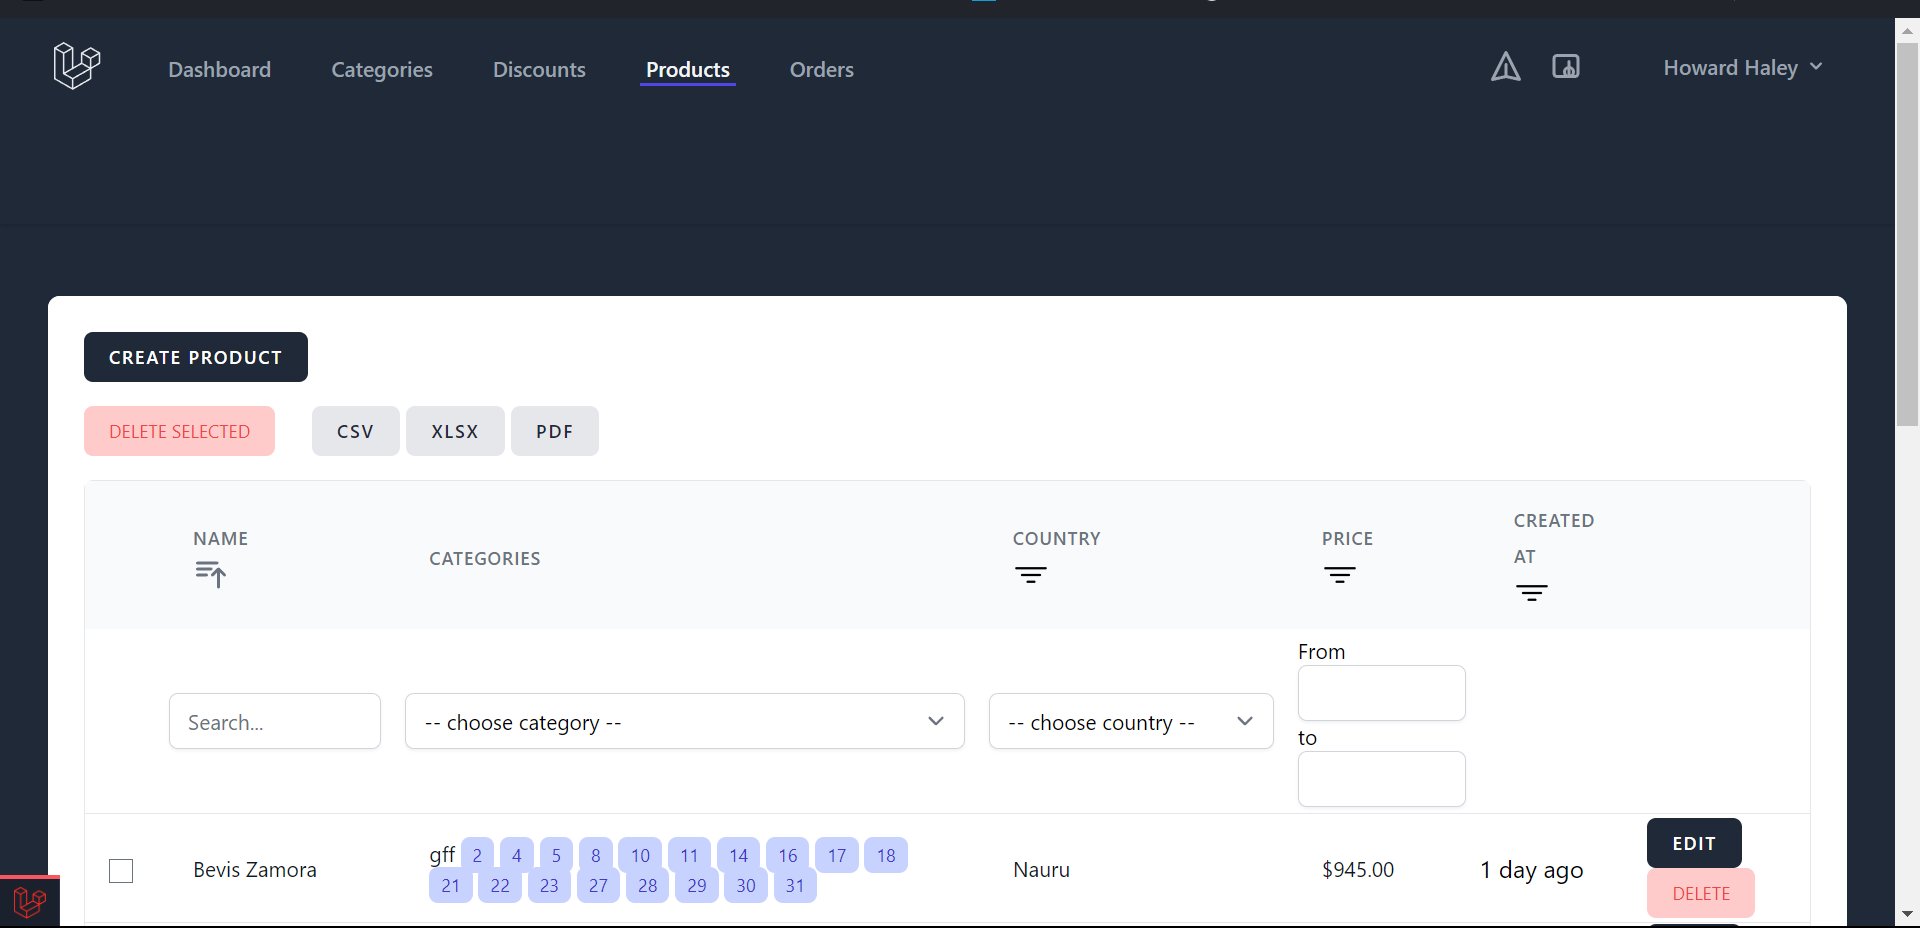 Dashboard Categories Discounts Products Orders Howard Haley
CREATE PRODUCT
DELETE SELECTED CSV XLSX PDF
NAME CATEGORIES COUNTRY PRICE CREATED
AT
From
Search... -- choose category -- -- choose country --
to
Bevis Zamora gff 2 4 5 8 10 11 14 16 17 18 Nauru $945.00 1 day ago EDIT
21 22 23 27 28 29 30 31 DELETE